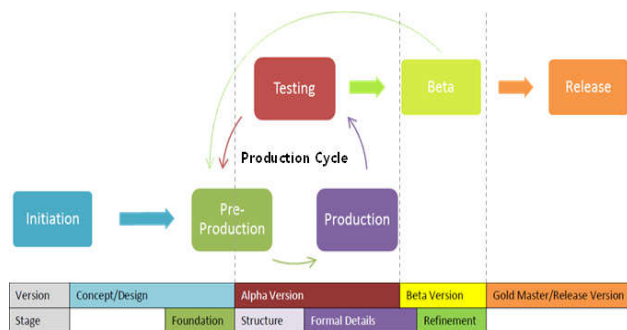 Testing
Beta
Release
Production Cycle
Initiation
Pre-
Production
Production
Version Concept/Design Alpha Version Beta Version Gold Master/Release Version
Stage Foundation Structure Formal Details Refinement